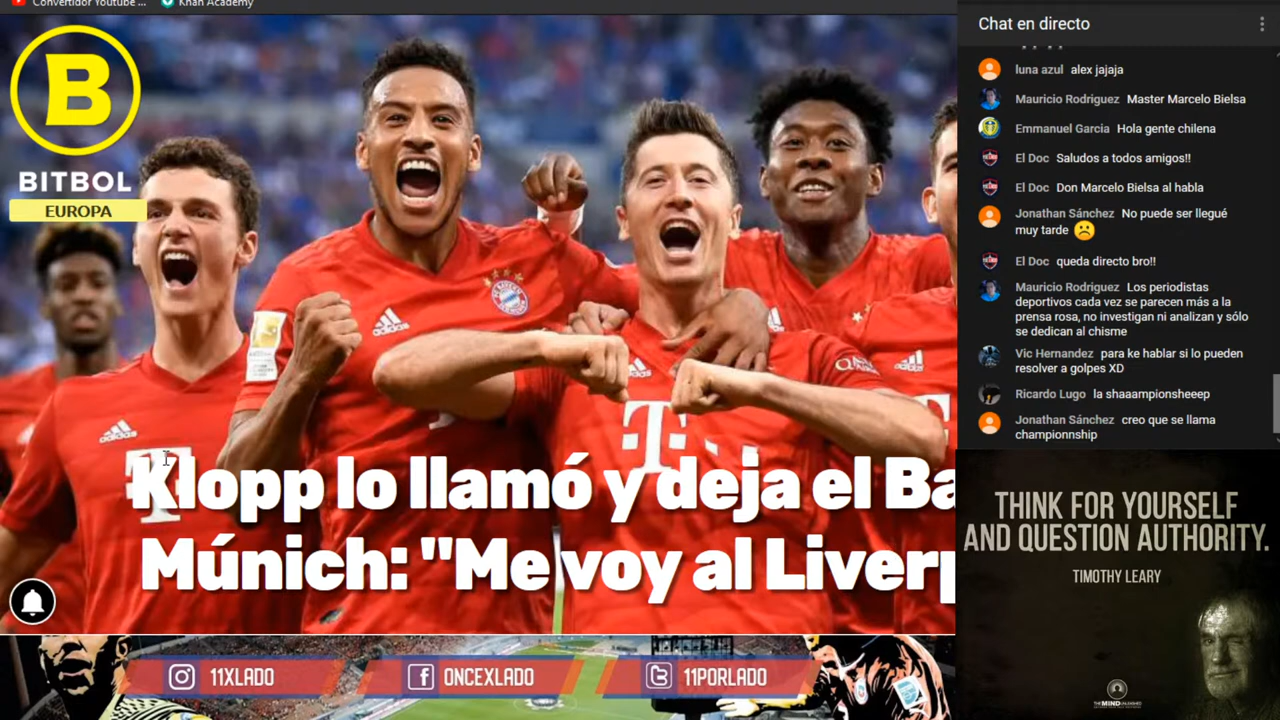 Convertidor Youtube ...
Khan Academy
B
BITBOL
EUROPA
T
Klopp lo llamó y deja el Ba
Múnich: "Me voy al Liverp
11XLADO
ONCEXLADO
11PORLADO
Chat en directo
luna azul alex jajaja
Mauricio Rodriguez Master Marcelo Bielsa
Emmanuel Garcia Hola gente chilena
El Doc Saludos a todos amigos!!
El Doc Don Marcelo Bielsa al habla
Jonathan Sánchez No puede ser llegué
muy tarde
El Doc queda directo bro!!
Mauricio Rodriguez Los periodistas
deportivos cada vez se parecen más a la
prensa rosa, no investigan ni analizan y sólo
se dedican al chisme
Vic Hernandez para ke hablar si lo pueden
resolver a golpes XD
Ricardo Lugo la shaaampionsheeep
Jonathan Sánchez creo que se llama
championnship
THINK FOR YOURSELF
AND QUESTION AUTHORITY.
TIMOTHY LEARY
THEMINDUNLEASHED